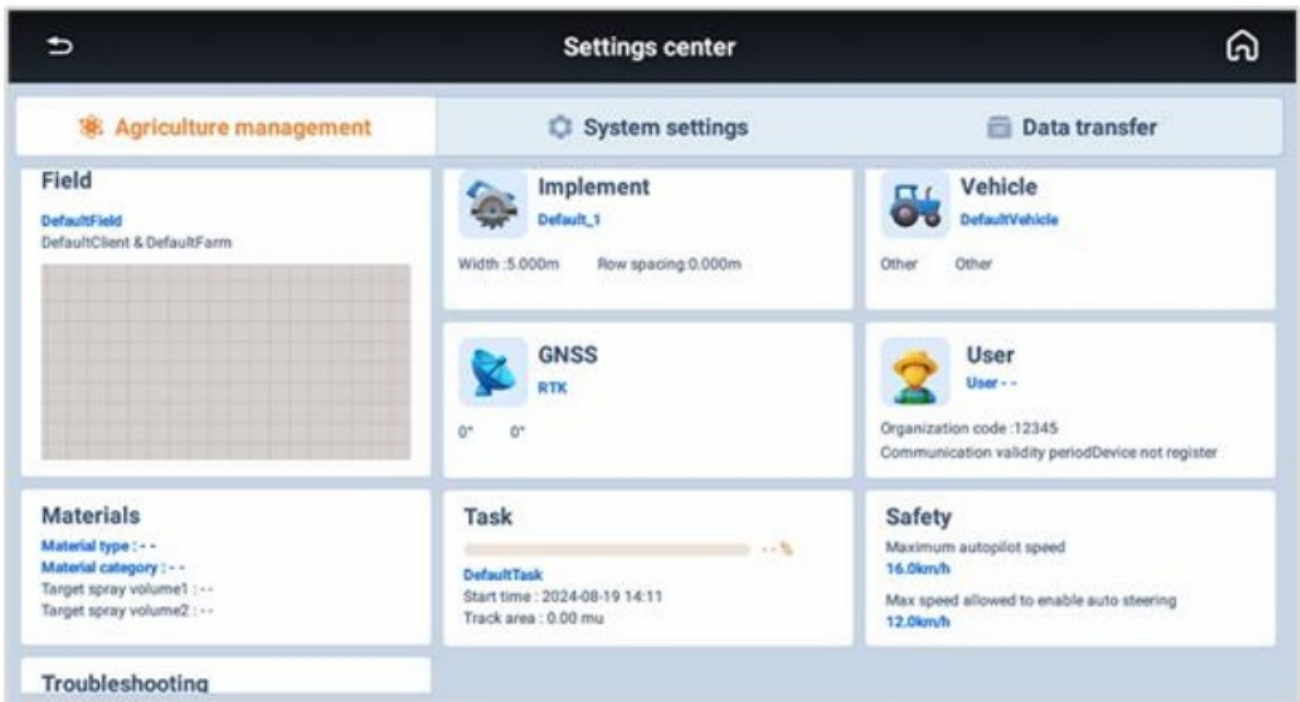 Settings center
Agriculture management
System settings
Data transfer
Field
DefaultField
DefaultClient & DefaultFarm
Implement
Default_1
Width :5.000m Row spacing:0.000m
Vehicle
DefaultVehicle
Other Other
GNSS
RTK
0° 0°
User
User - -
Organization code :12345
Communication validity periodDevice not register
Materials
Material type : - -
Material category : - -
Target spray volume1 : - -
Target spray volume2 : - -
Task
- - %
DefaultTask
Start time : 2024-08-19 14:11
Track area : 0.00 mu
Safety
Maximum autopilot speed
16.0km/h
Max speed allowed to enable auto steering
12.0km/h
Troubleshooting